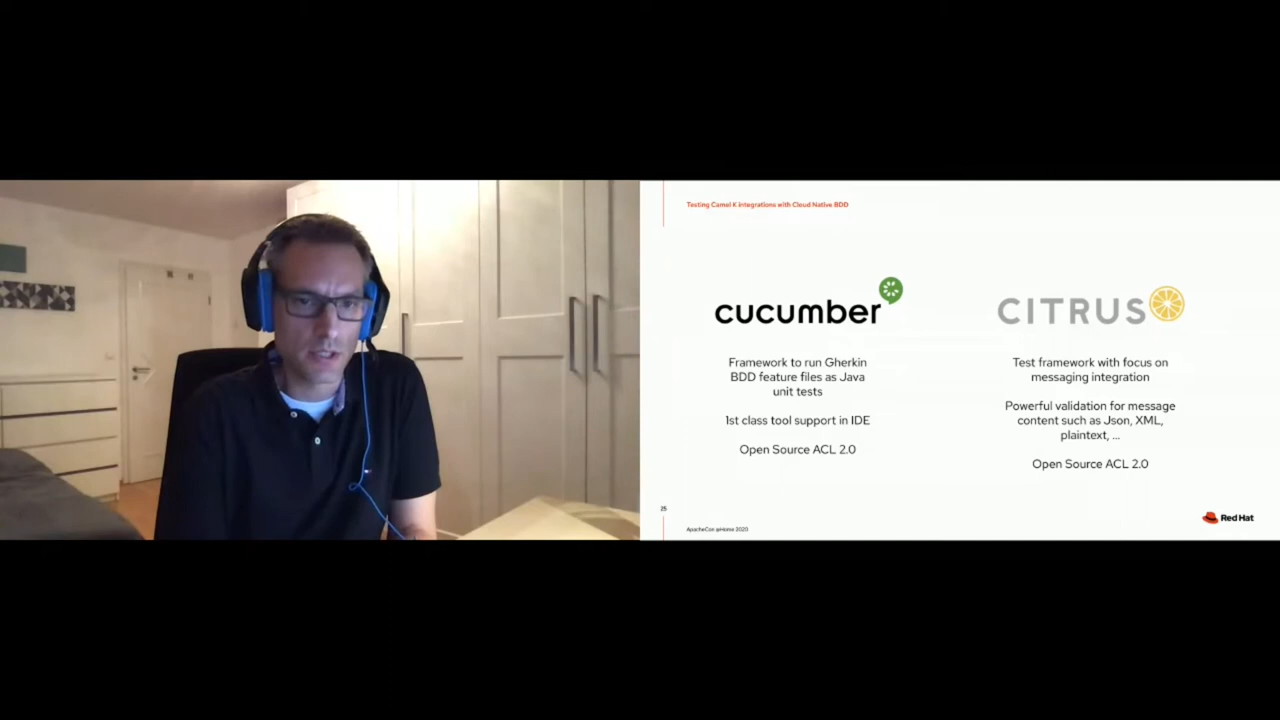 Testing Camel K integrations with Cloud Native BDD
cucumber
Framework to run Gherkin
BDD feature files as Java
unit tests
1st class tool support in IDE
Open Source ACL 2.0
CITRUS
Test framework with focus on
messaging integration
Powerful validation for message
content such as Json, XML,
plaintext, ...
Open Source ACL 2.0
25
ApacheCon @Home 2020
Red Hat